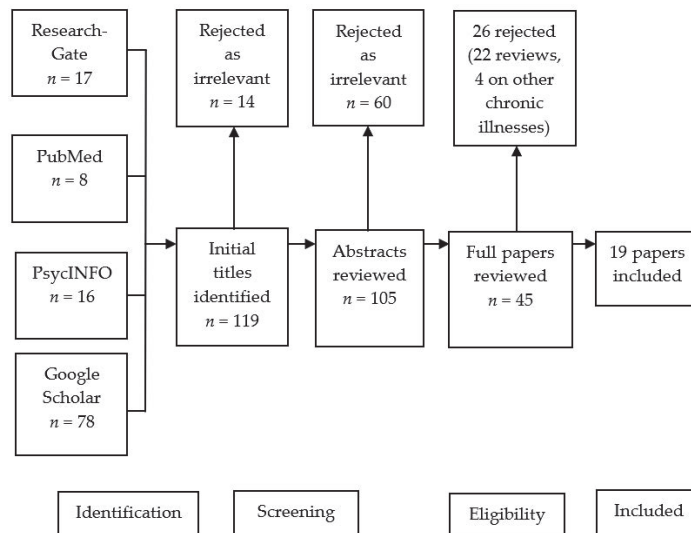 Research-
Gate
n = 17
PubMed
n = 8
PsycINFO
n = 16
Google
Scholar
n = 78
Rejected
as
irrelevant
n = 14
Initial
titles
identified
n = 119
Rejected
as
irrelevant
n = 60
Abstracts
reviewed
n = 105
26 rejected
(22 reviews,
4 on other
chronic
illnesses)
Full papers
reviewed
n = 45
19 papers
included
Identification
Screening
Eligibility
Included